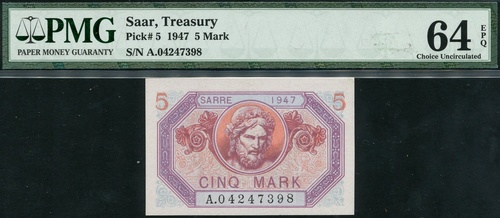 PMG
PAPER MONEY GUARANTY
Saar, Treasury
Pick# 5 1947 5 Mark
S/N A.04247398
64 EPQ
Choice Uncirculated
5 SARRE 1947 5
CINQ MARK
A.04247398